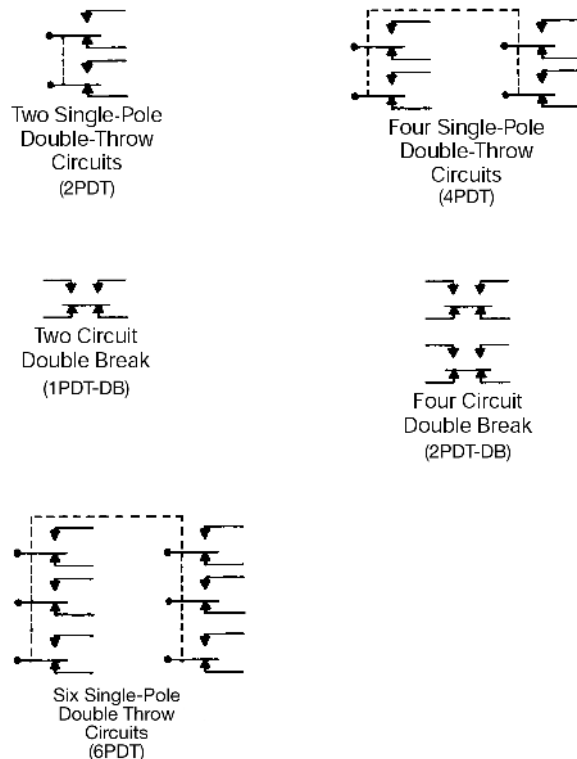 Two Single-Pole
Double-Throw
Circuits
(2PDT)
Four Single-Pole
Double-Throw
Circuits
(4PDT)
Two Circuit
Double Break
(1PDT-DB)
Four Circuit
Double Break
(2PDT-DB)
Six Single-Pole
Double Throw
Circuits
(6PDT)